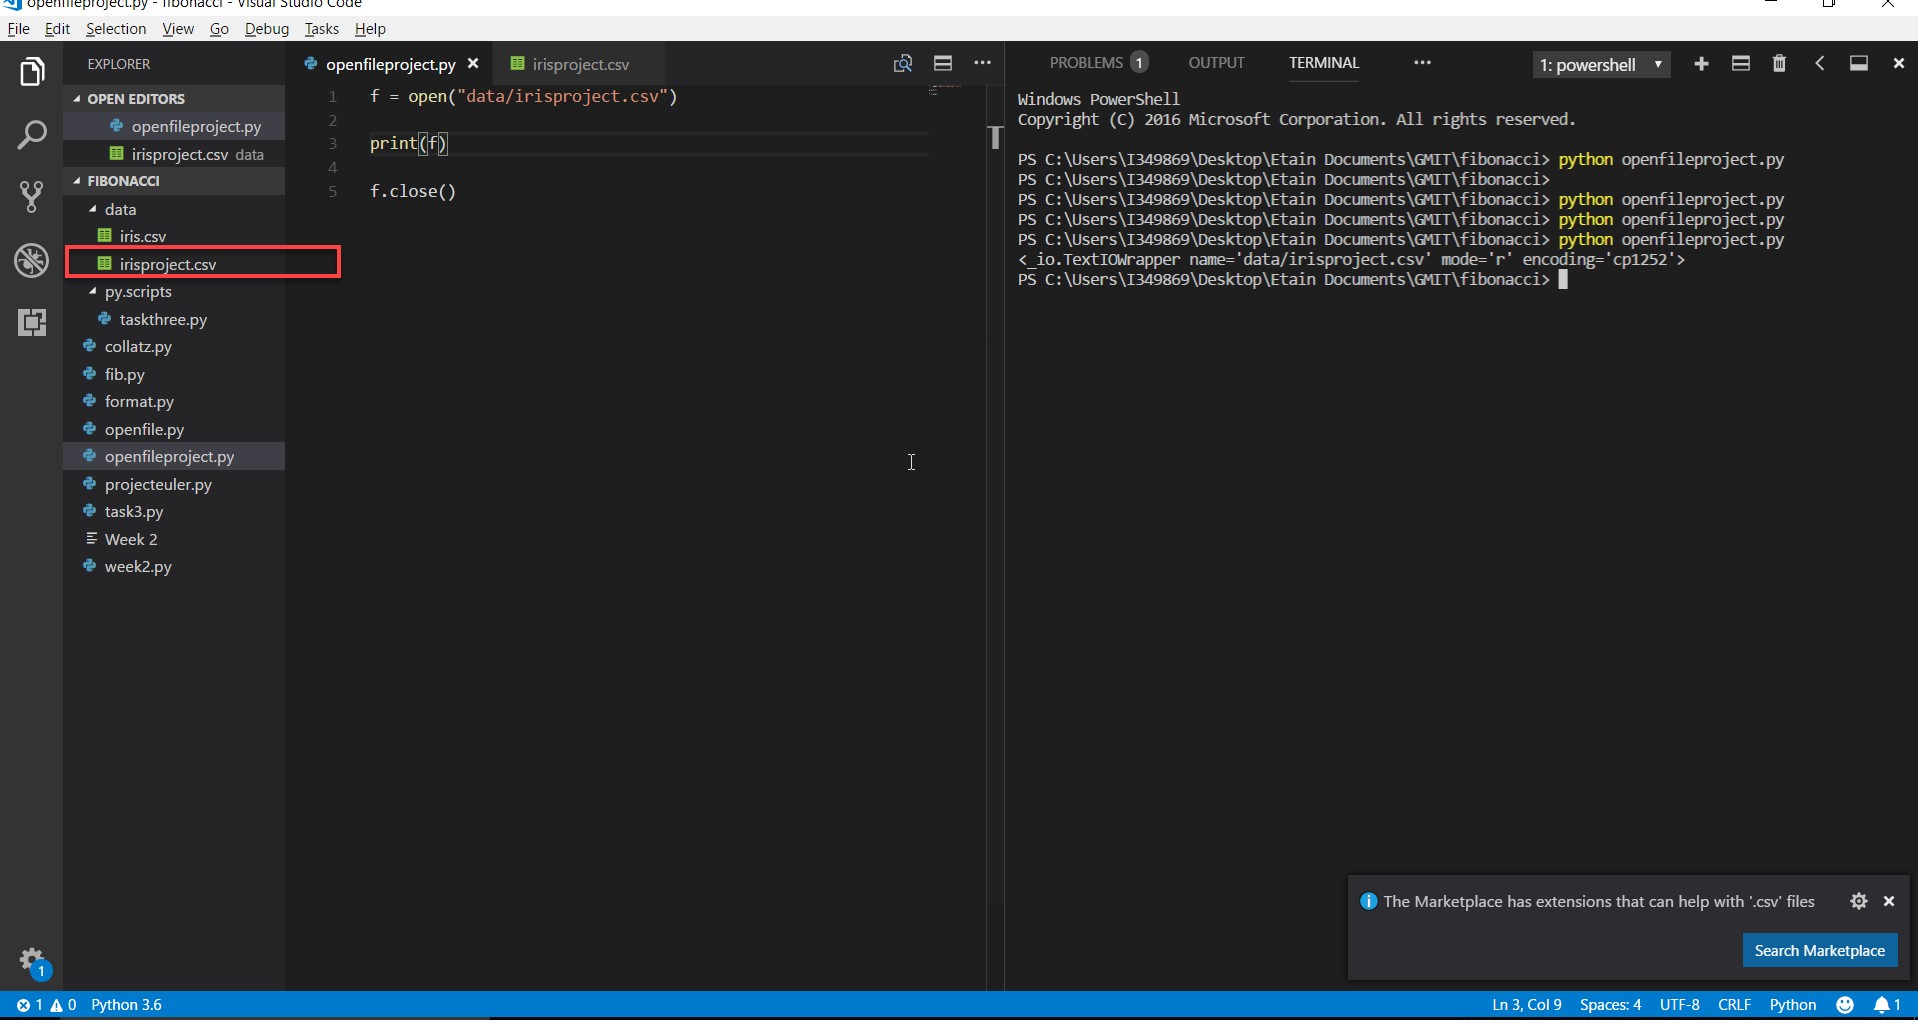 openfileproject.py - fibonacci - Visual Studio Code
File Edit Selection View Go Debug Tasks Help
EXPLORER
OPEN EDITORS
openfileproject.py
irisproject.csv data
FIBONACCI
data
iris.csv
irisproject.csv
py.scripts
taskthree.py
collatz.py
fib.py
format.py
openfile.py
openfileproject.py
projecteuler.py
task3.py
Week 2
week2.py
1
openfileproject.py × irisproject.csv
1 f = open("data/irisproject.csv")
2
3 print(f)
4
5 f.close()
PROBLEMS 1 OUTPUT TERMINAL ··· 1: powershell
Windows PowerShell
Copyright (C) 2016 Microsoft Corporation. All rights reserved.
PS C:\Users\I349869\Desktop\Etain Documents\GMIT\fibonacci> python openfileproject.py
PS C:\Users\I349869\Desktop\Etain Documents\GMIT\fibonacci>
PS C:\Users\I349869\Desktop\Etain Documents\GMIT\fibonacci> python openfileproject.py
PS C:\Users\I349869\Desktop\Etain Documents\GMIT\fibonacci> python openfileproject.py
PS C:\Users\I349869\Desktop\Etain Documents\GMIT\fibonacci> python openfileproject.py
<_io.TextIOWrapper name='data/irisproject.csv' mode='r' encoding='cp1252'>
PS C:\Users\I349869\Desktop\Etain Documents\GMIT\fibonacci>
The Marketplace has extensions that can help with '.csv' files
Search Marketplace
1 0 Python 3.6
Ln 3, Col 9 Spaces: 4 UTF-8 CRLF Python 1